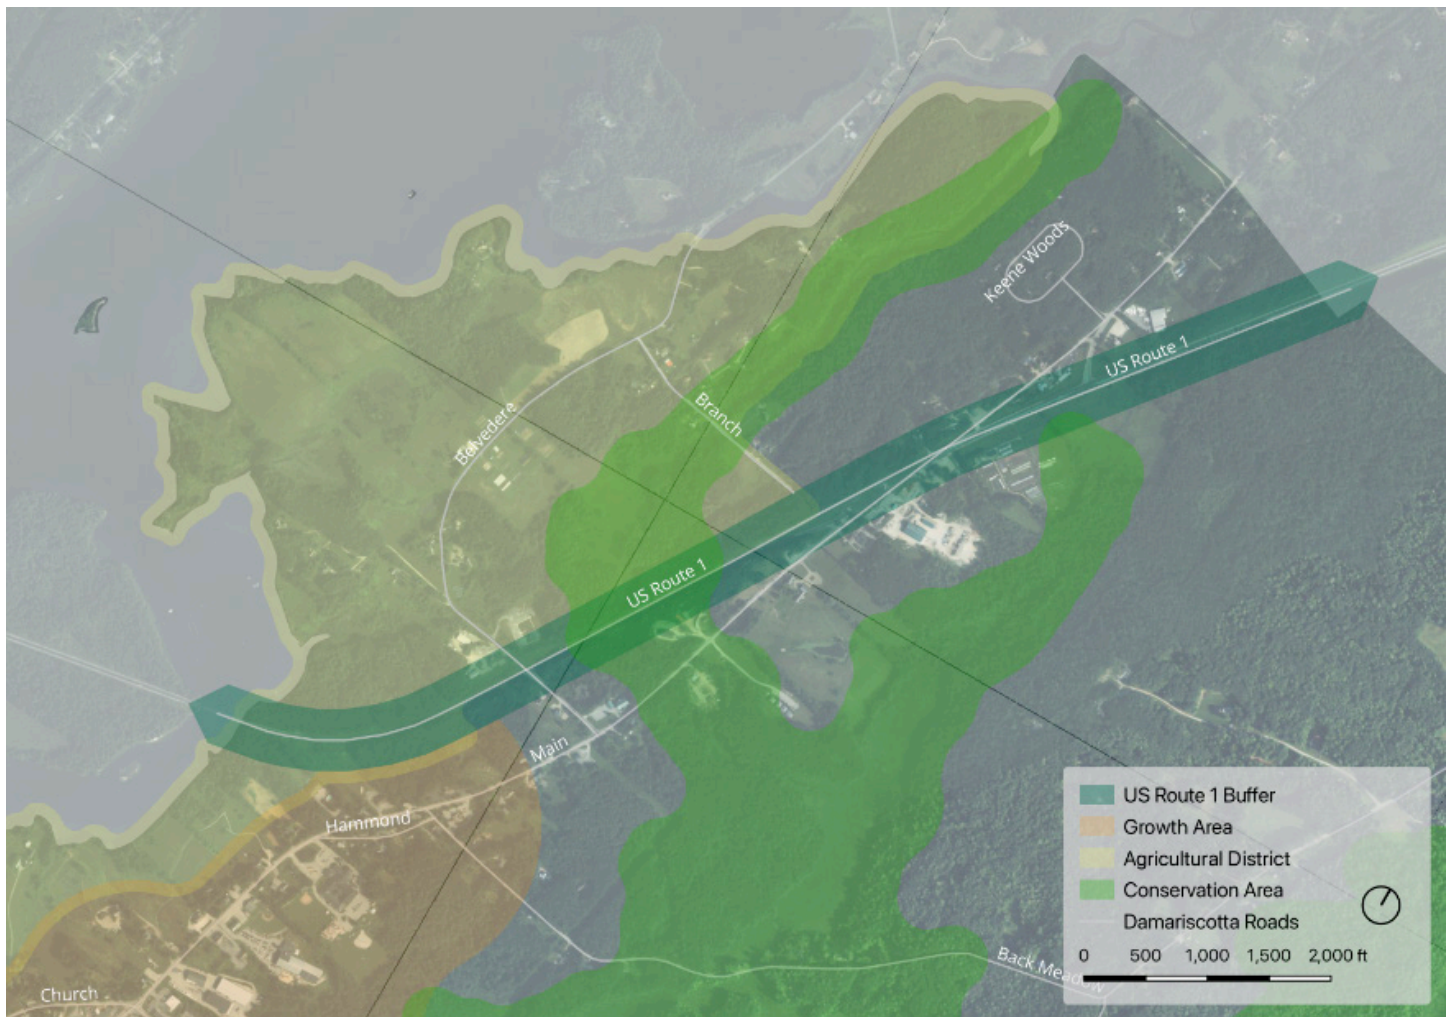 Keene Woods
US Route 1
Belvedere
Branch
US Route 1
Main
Hammond
Church
Back Meadow
US Route 1 Buffer
Growth Area
Agricultural District
Conservation Area
Damariscotta Roads
0 500 1,000 1,500 2,000 ft